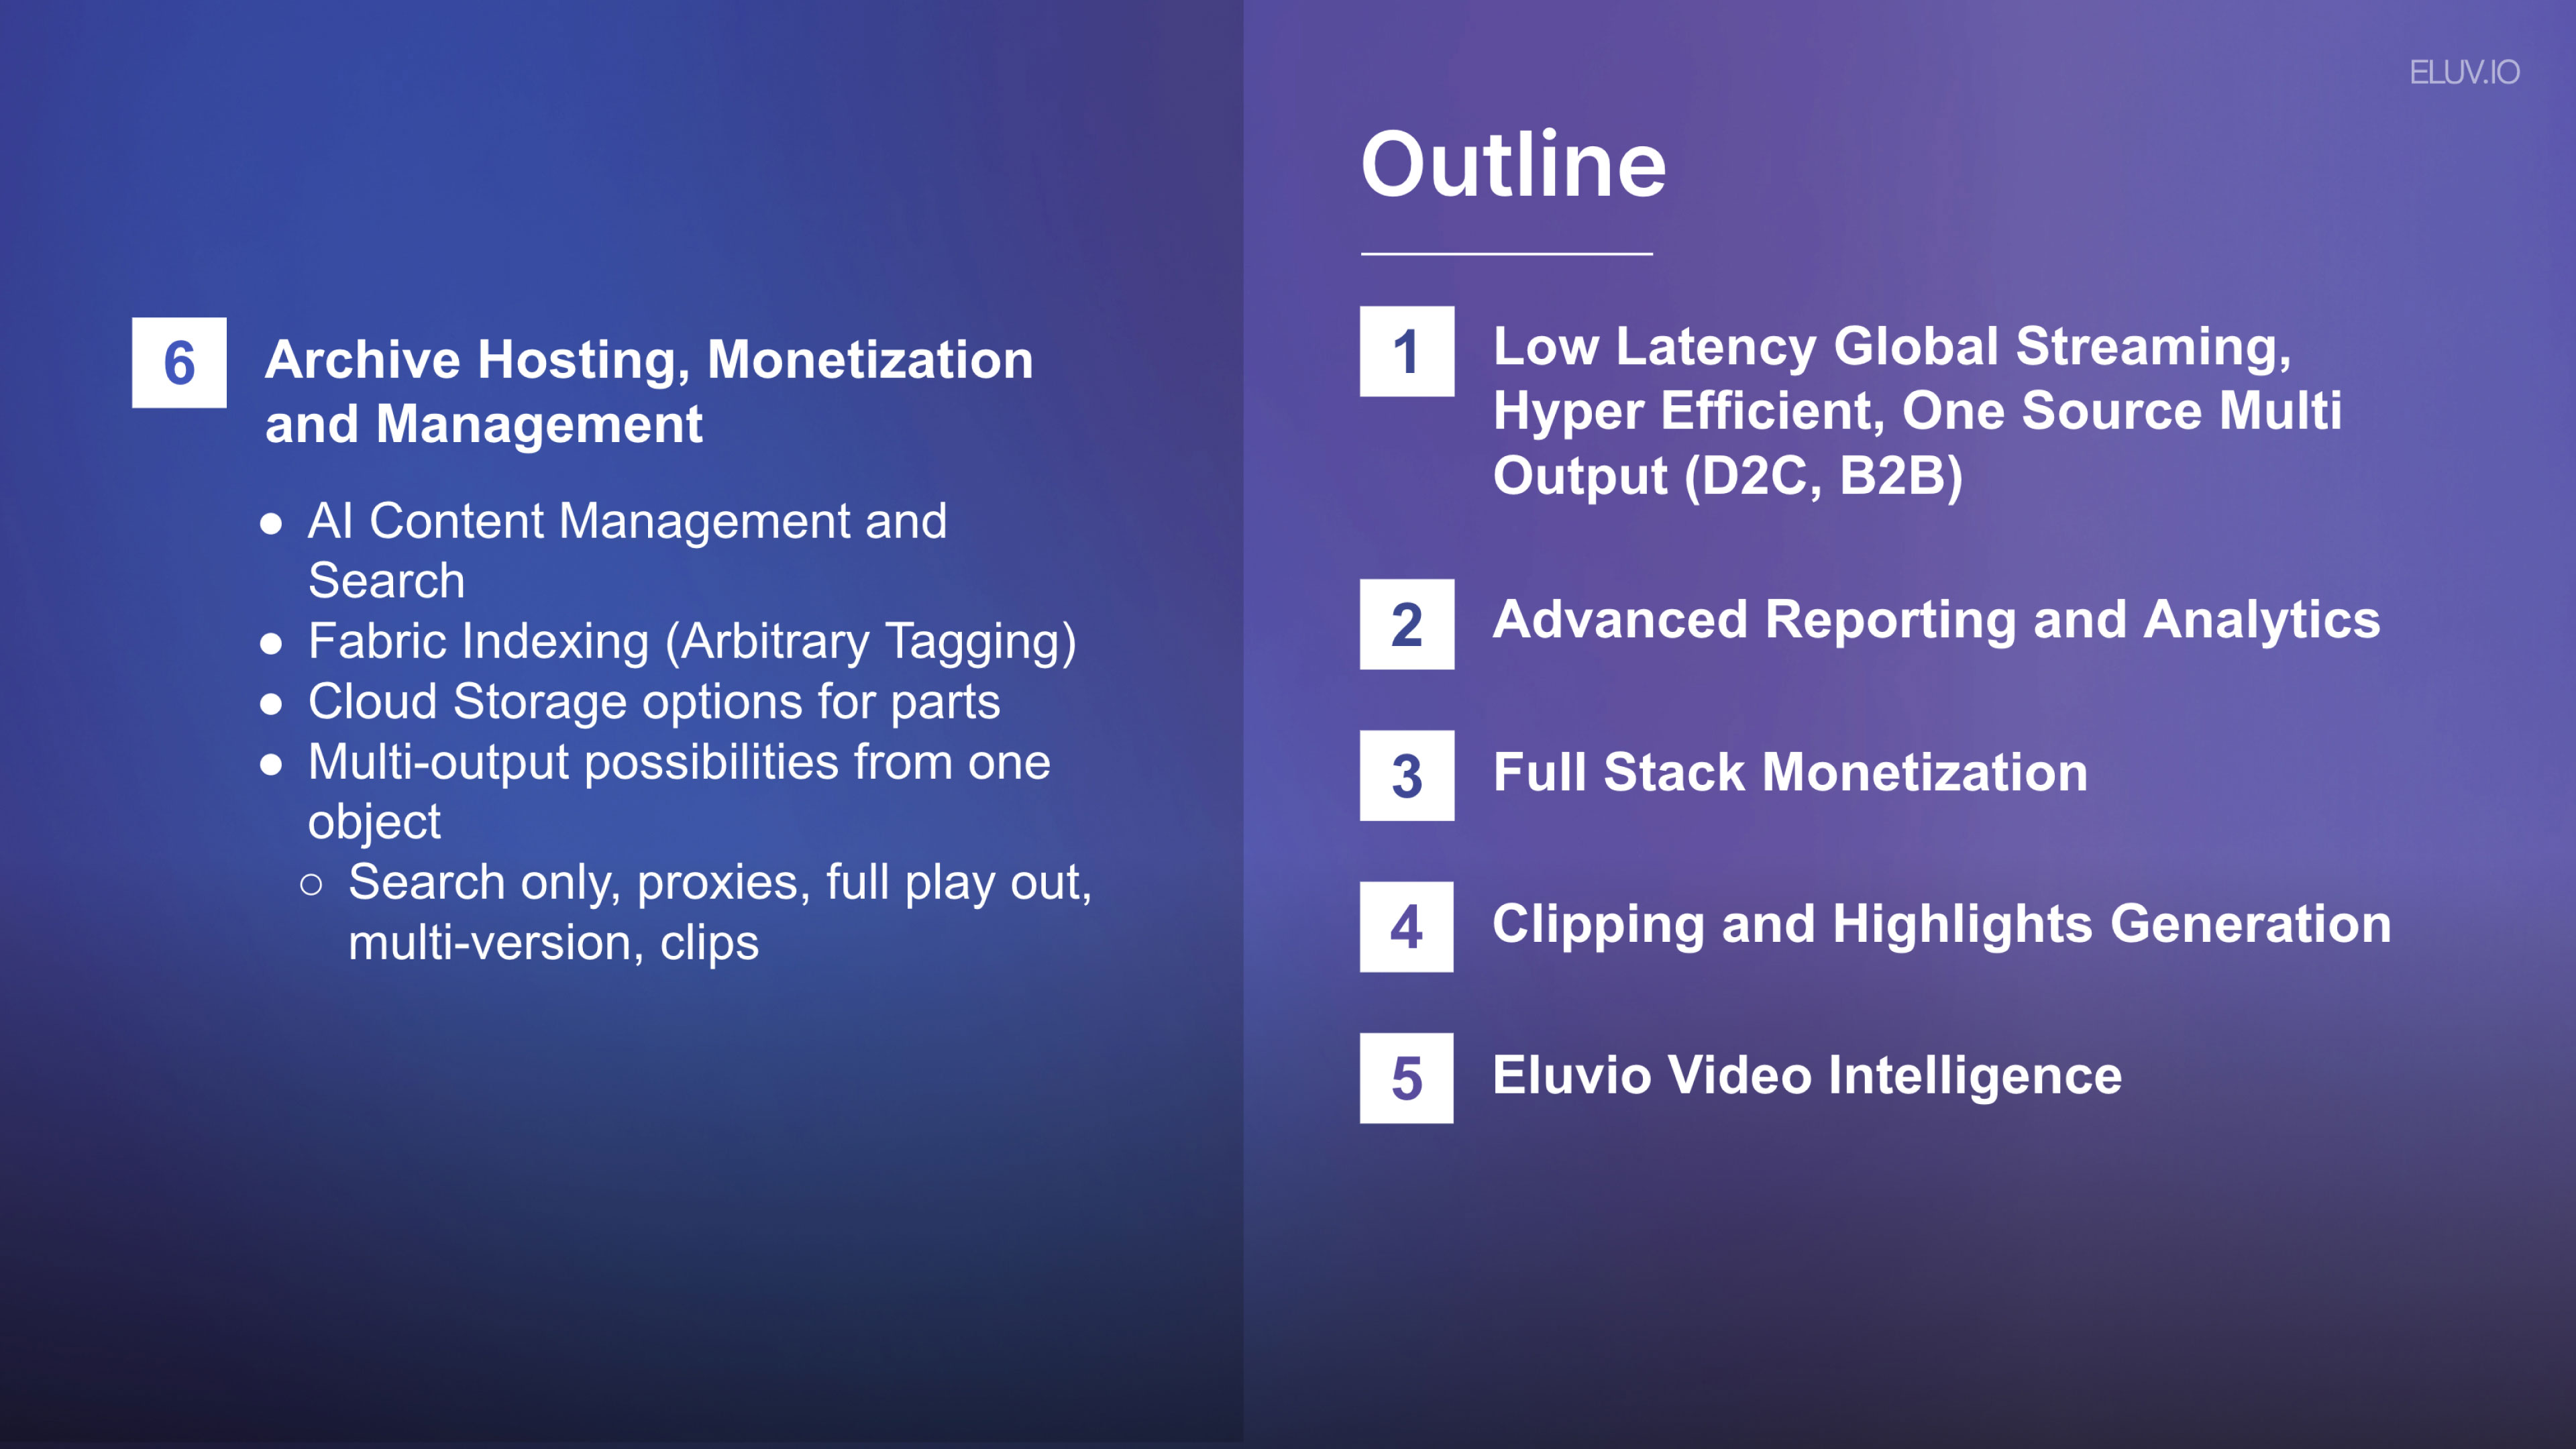 ELUV.IO
Outline
1
Low Latency Global Streaming,
Hyper Efficient, One Source Multi
Output (D2C, B2B)
2
Advanced Reporting and Analytics
3
Full Stack Monetization
4
Clipping and Highlights Generation
5
Eluvio Video Intelligence
6
Archive Hosting, Monetization
and Management
● AI Content Management and
Search
● Fabric Indexing (Arbitrary Tagging)
● Cloud Storage options for parts
● Multi-output possibilities from one
object
○ Search only, proxies, full play out,
multi-version, clips